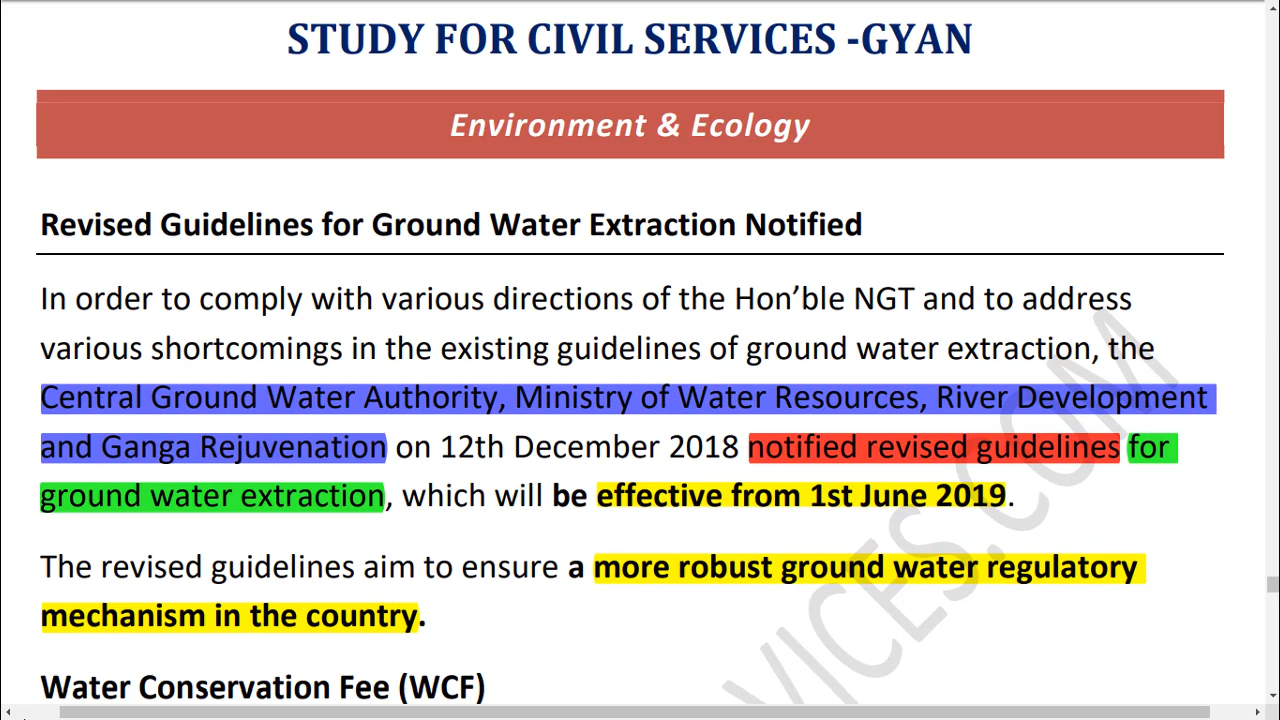 STUDY FOR CIVIL SERVICES -GYAN
Environment & Ecology
Revised Guidelines for Ground Water Extraction Notified
In order to comply with various directions of the Hon’ble NGT and to address
various shortcomings in the existing guidelines of ground water extraction, the
Central Ground Water Authority, Ministry of Water Resources, River Development
and Ganga Rejuvenation on 12th December 2018 notified revised guidelines for
ground water extraction, which will be effective from 1st June 2019.
The revised guidelines aim to ensure a more robust ground water regulatory
mechanism in the country.
Water Conservation Fee (WCF)
VICES.COM